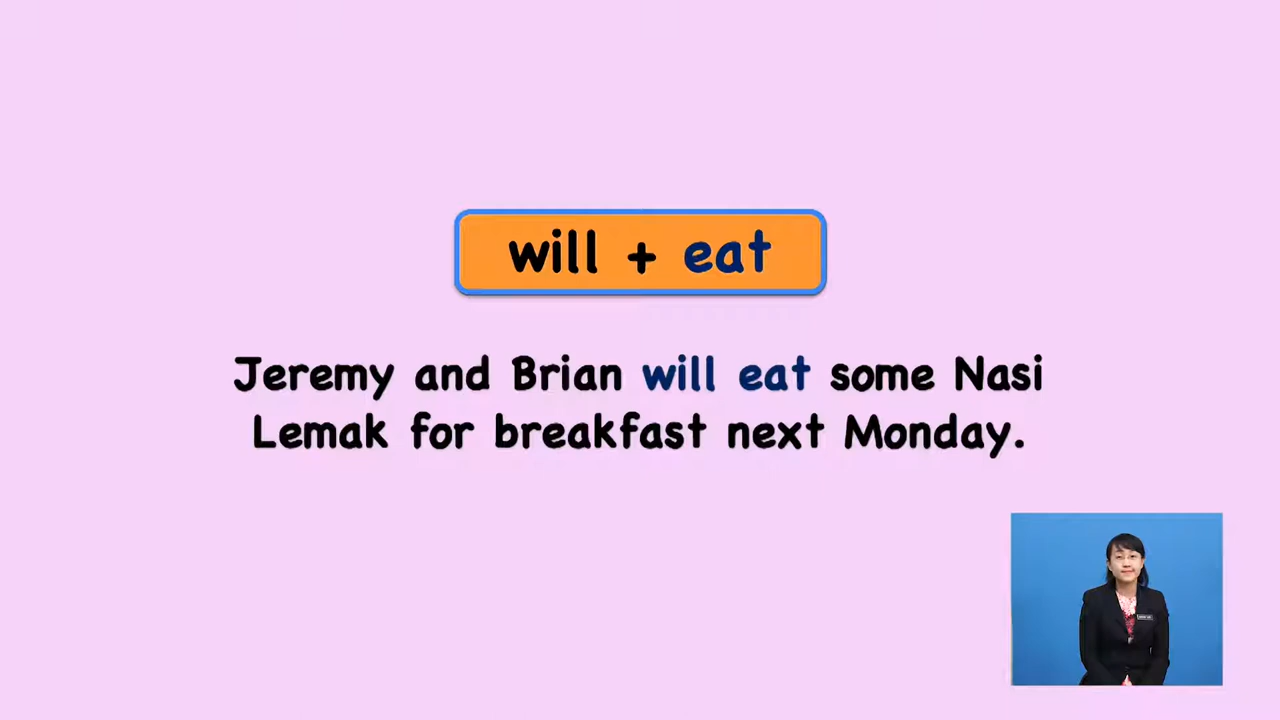 will + eat
Jeremy and Brian will eat some Nasi
Lemak for breakfast next Monday.